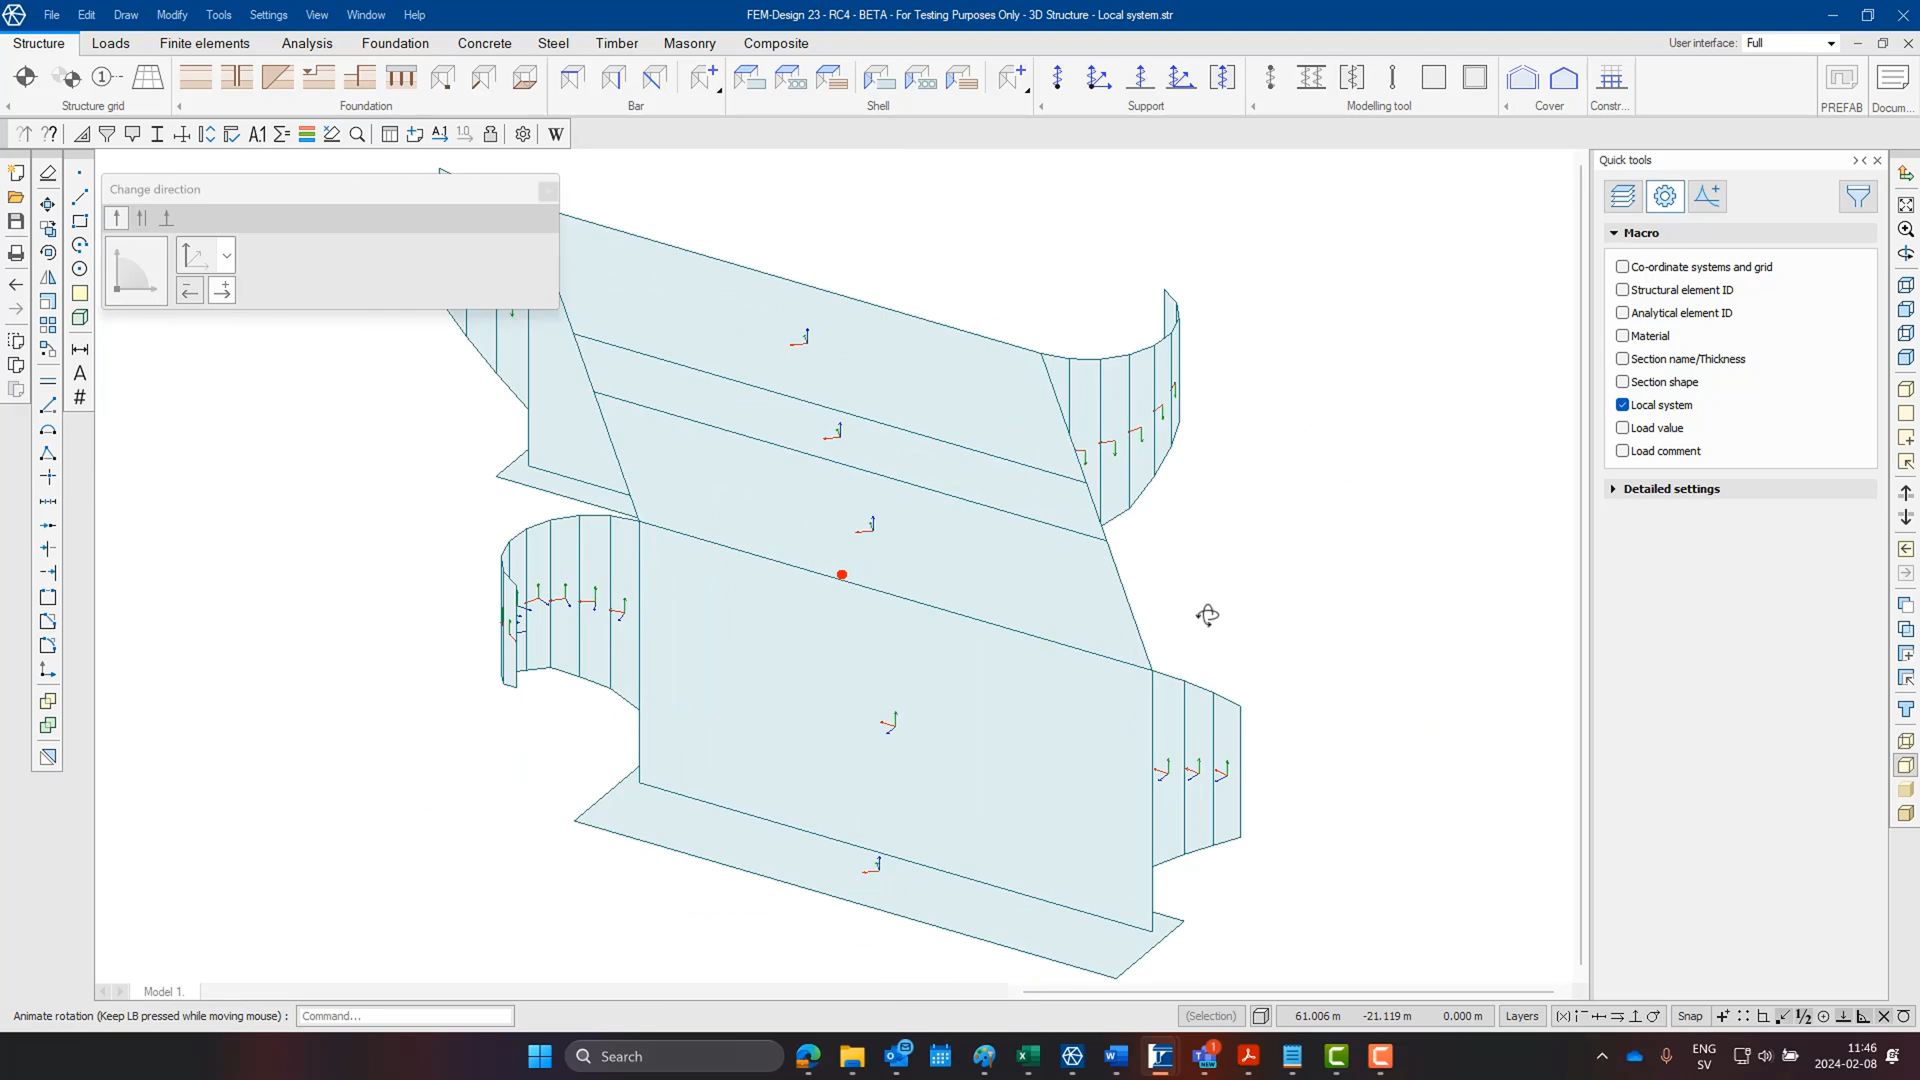 File Edit Draw Modify Tools Settings View Window Help
FEM-Design 23 - RC4 - BETA - For Testing Purposes Only - 3D Structure - Local system.str
Structure Loads Finite elements Analysis Foundation Concrete Steel Timber Masonry Composite
User interface: Full
Structure grid Foundation Bar Shell Support Modelling tool Cover Constr... PREFAB Docum...
Change direction
Quick tools
Macro
Co-ordinate systems and grid
Structural element ID
Analytical element ID
Material
Section name/Thickness
Section shape
Local system
Load value
Load comment
Detailed settings
Model 1.
Animate rotation (Keep LB pressed while moving mouse) : Command...
(Selection) 61.006 m -21.119 m 0.000 m Layers Snap
Search
ENG
SV
11:46
2024-02-08